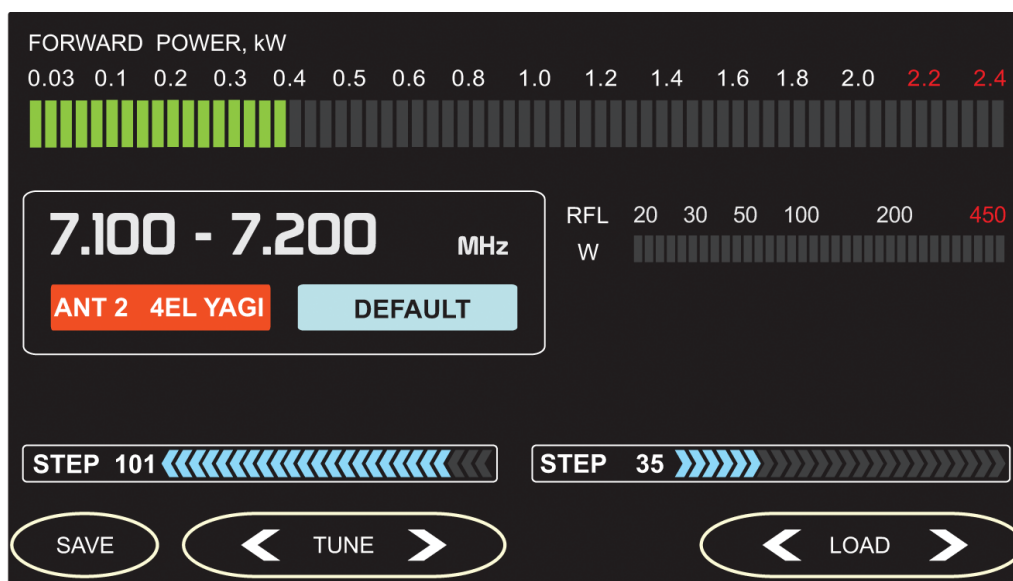 FORWARD POWER, kW
0.03 0.1 0.2 0.3 0.4 0.5 0.6 0.8 1.0 1.2 1.4 1.6 1.8 2.0 2.2 2.4
7.100 - 7.200 MHz
RFL 20 30 50 100 200 450
W
ANT 2 4EL YAGI DEFAULT
STEP 101 STEP 35
SAVE TUNE LOAD